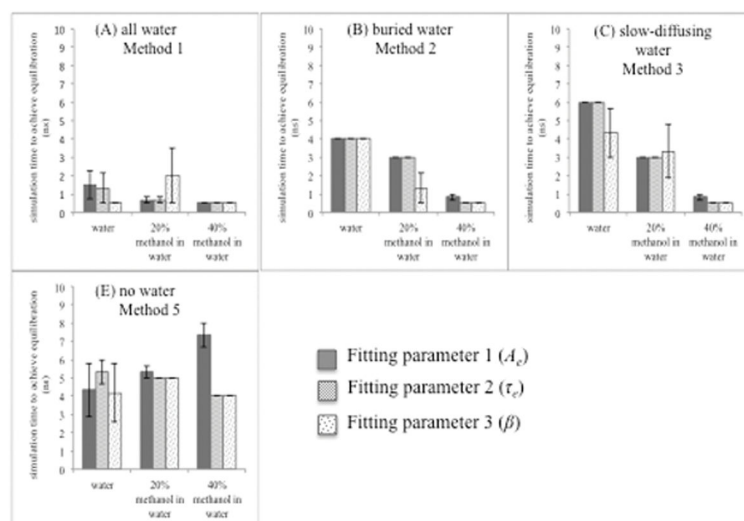 (A) all water
Method 1
simulation time to achieve equilibration
(ns)
10
9
8
7
6
5
4
3
2
1
0
water
20%
methanol in
water
40%
methanol in
water
(B) buried water
Method 2
simulation time to achieve equilibration
(ns)
10
9
8
7
6
5
4
3
2
1
0
water
20%
methanol in
water
40%
methanol in
water
(C) slow-diffusing
water
Method 3
simulation time to achieve equilibration
(ns)
10
9
8
7
6
5
4
3
2
1
0
water
20%
methanol in
water
40%
methanol in
water
(E) no water
Method 5
simulation time to achieve equilibration
(ns)
10
9
8
7
6
5
4
3
2
1
0
water
20%
methanol in
water
40%
methanol in
water
Fitting parameter 1 (Ae)
Fitting parameter 2 (τe)
Fitting parameter 3 (β)